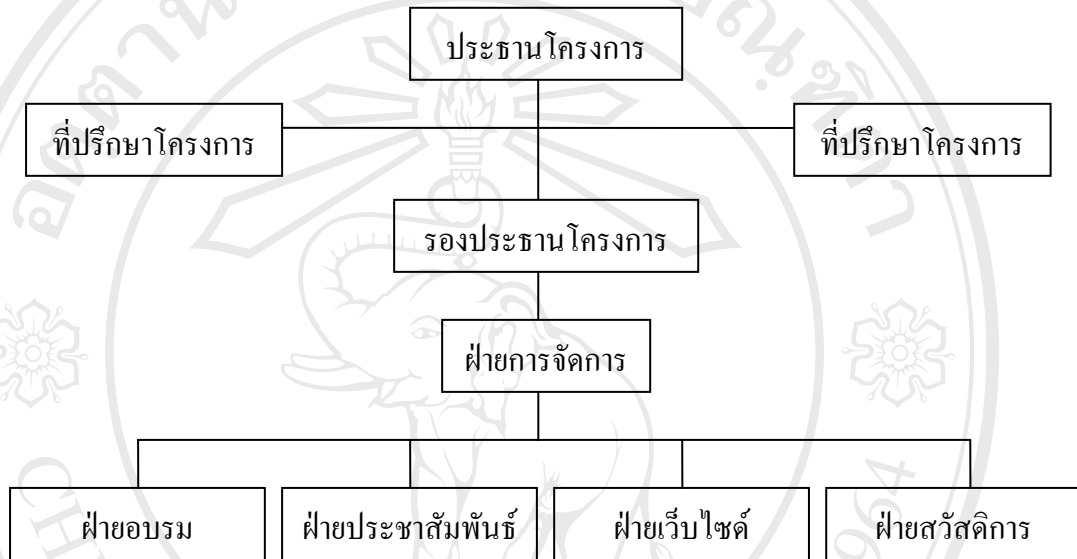 ประธานโครงการ
ที่ปรึกษาโครงการ
ที่ปรึกษาโครงการ
รองประธานโครงการ
ฝ่ายการจัดการ
ฝ่ายอบรม
ฝ่ายประชาสัมพันธ์
ฝ่ายเว็บไซด์
ฝ่ายสวัสดิการ